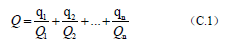 Q = q1/Q1 + q2/Q2 + ... + qn/Qn (C.1)